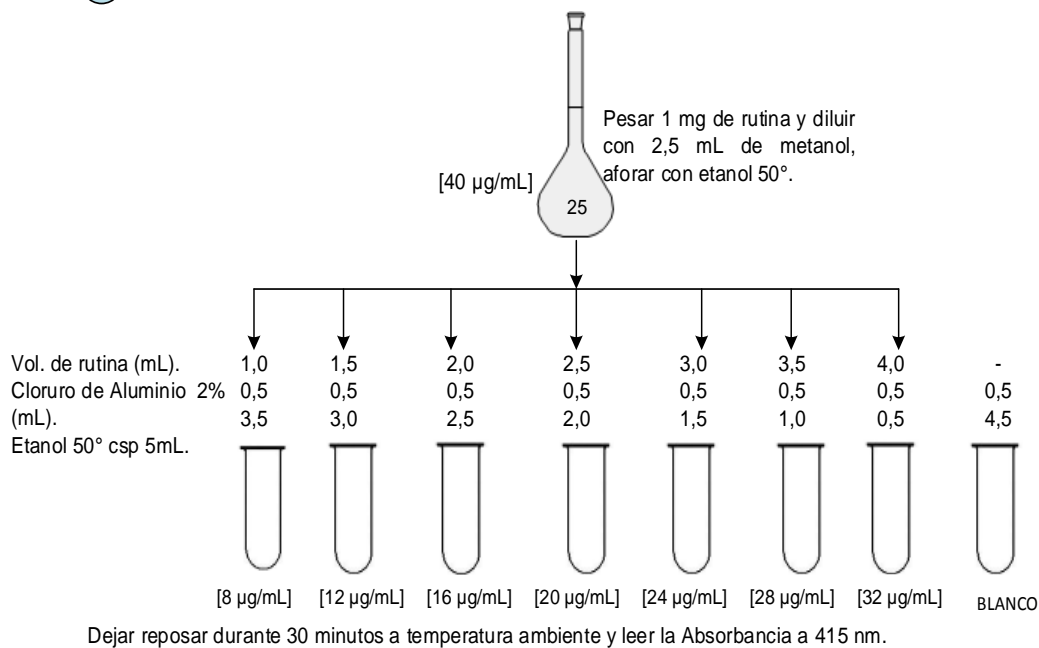 Pesar 1 mg de rutina y diluir
con 2,5 mL de metanol,
aforar con etanol 50°.
[40 µg/mL]
25
Vol. de rutina (mL). 1,0 1,5 2,0 2,5 3,0 3,5 4,0 -
Cloruro de Aluminio 2% 0,5 0,5 0,5 0,5 0,5 0,5 0,5 0,5
(mL). 3,5 3,0 2,5 2,0 1,5 1,0 0,5 4,5
Etanol 50° csp 5mL.
[8 µg/mL] [12 µg/mL] [16 µg/mL] [20 µg/mL] [24 µg/mL] [28 µg/mL] [32 µg/mL] BLANCO
Dejar reposar durante 30 minutos a temperatura ambiente y leer la Absorbancia a 415 nm.